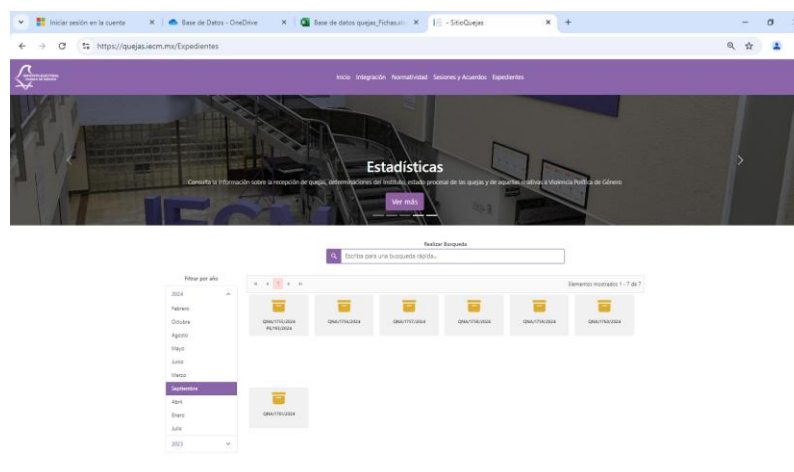 Iniciar sesión en la cuenta
Base de Datos - OneDrive
Base de datos quejas_Fichas.xls
- SitioQuejas
https://quejas.iecm.mx/Expedientes
Inicio Integración Normatividad Sesiones y Acuerdos Expedientes
Estadísticas
Consulta la información sobre la recepción de quejas, determinaciones del Instituto, estado procesal de las quejas y de aquellas relativas a Violencia Política de Género
Ver más
IECM
Realizar Busqueda
Escriba para una busqueda rápida...
Filtrar por año
Elementos mostrados 1 - 7 de 7
2024
Febrero
Octubre
Agosto
Mayo
Junio
Marzo
Septiembre
Abril
Enero
Julio
2023
QNA/1755/2024
QNA/1756/2024
QNA/1757/2024
QNA/1758/2024
QNA/1759/2024
QNA/1760/2024
QNA/1761/2024